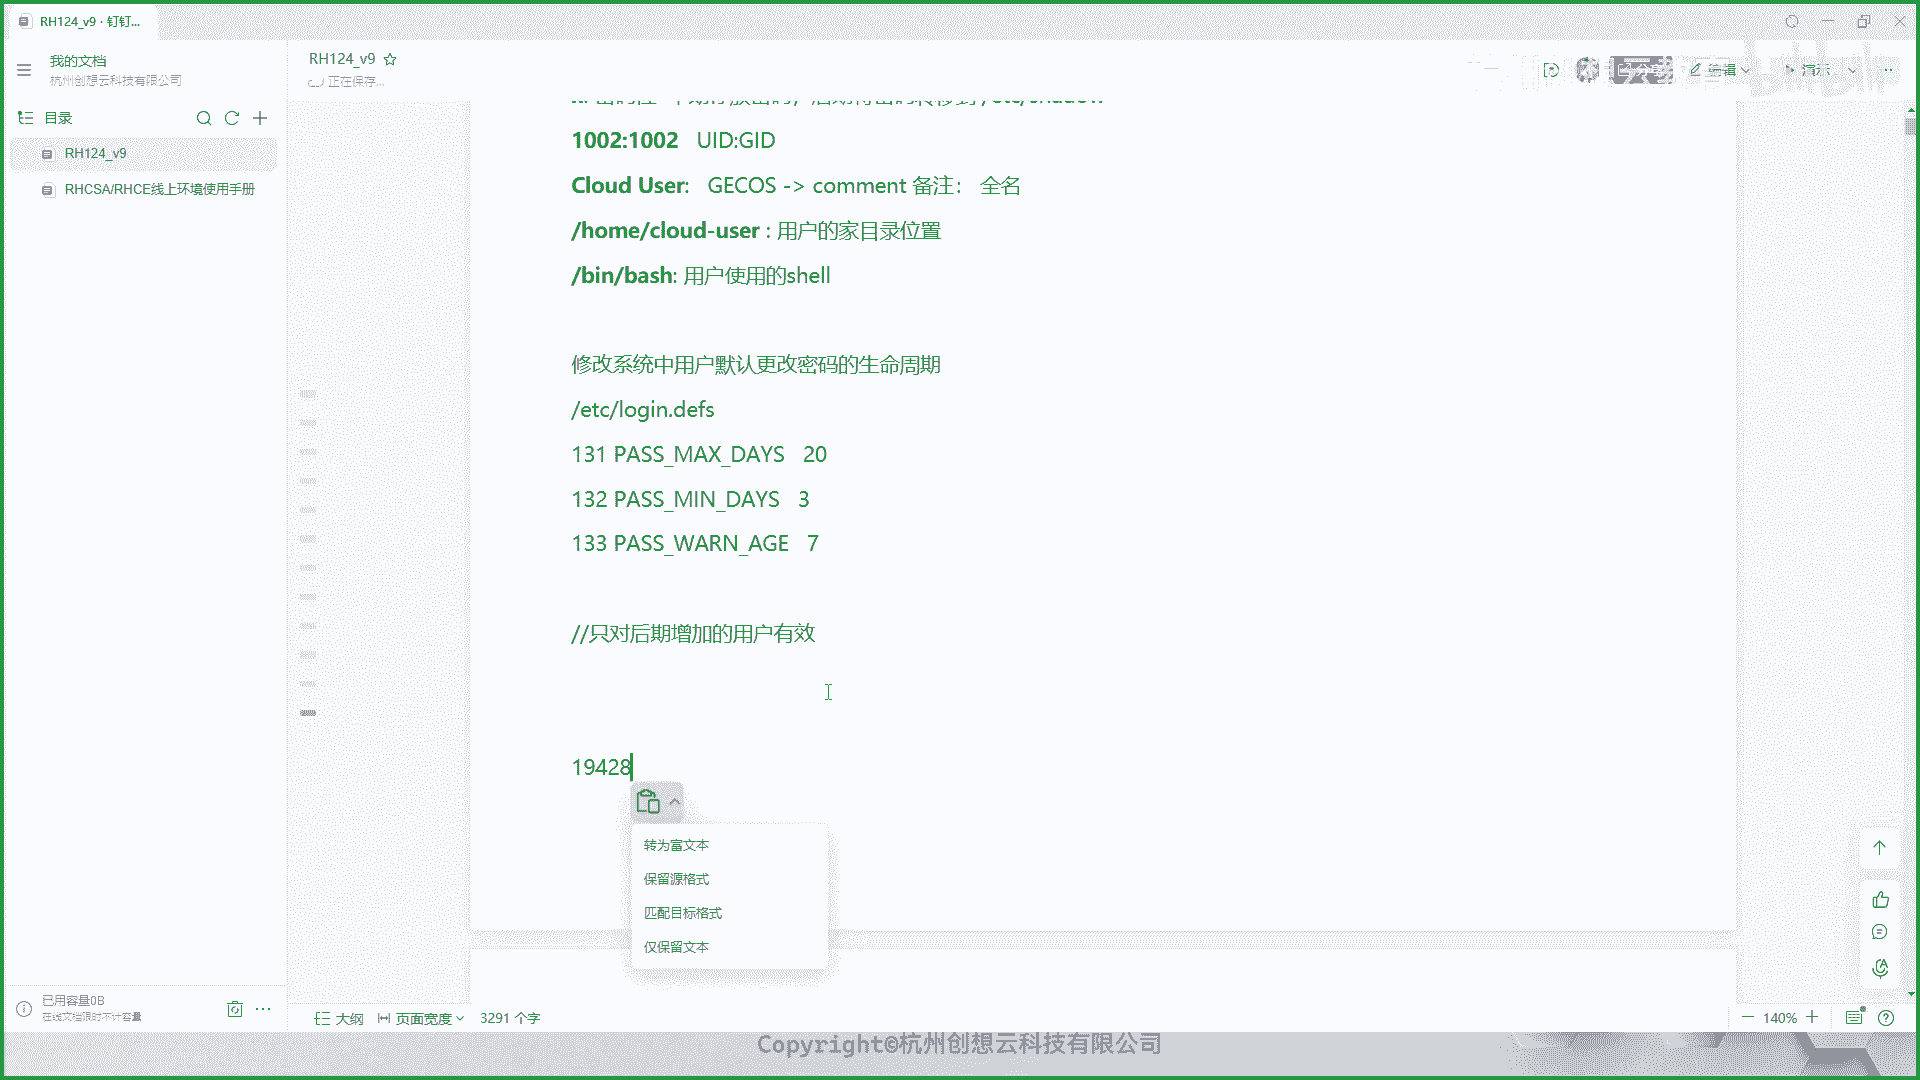 RH124_v9 · 钉钉...
我的文档
杭州创想云科技有限公司
目录
RH124_v9
RHCSA/RHCE线上环境使用手册
已用容量0B
在线文档限时不计容量
RH124_v9
正在保存...
分享
编辑
演示
1002:1002 UID:GID
Cloud User: GECOS -> comment 备注： 全名
/home/cloud-user : 用户的家目录位置
/bin/bash: 用户使用的shell
修改系统中用户默认更改密码的生命周期
/etc/login.defs
131 PASS_MAX_DAYS 20
132 PASS_MIN_DAYS 3
133 PASS_WARN_AGE 7
//只对后期增加的用户有效
19428
转为富文本
保留源格式
匹配目标格式
仅保留文本
大纲 页面宽度 3291 个字
140%
Copyright©杭州创想云科技有限公司